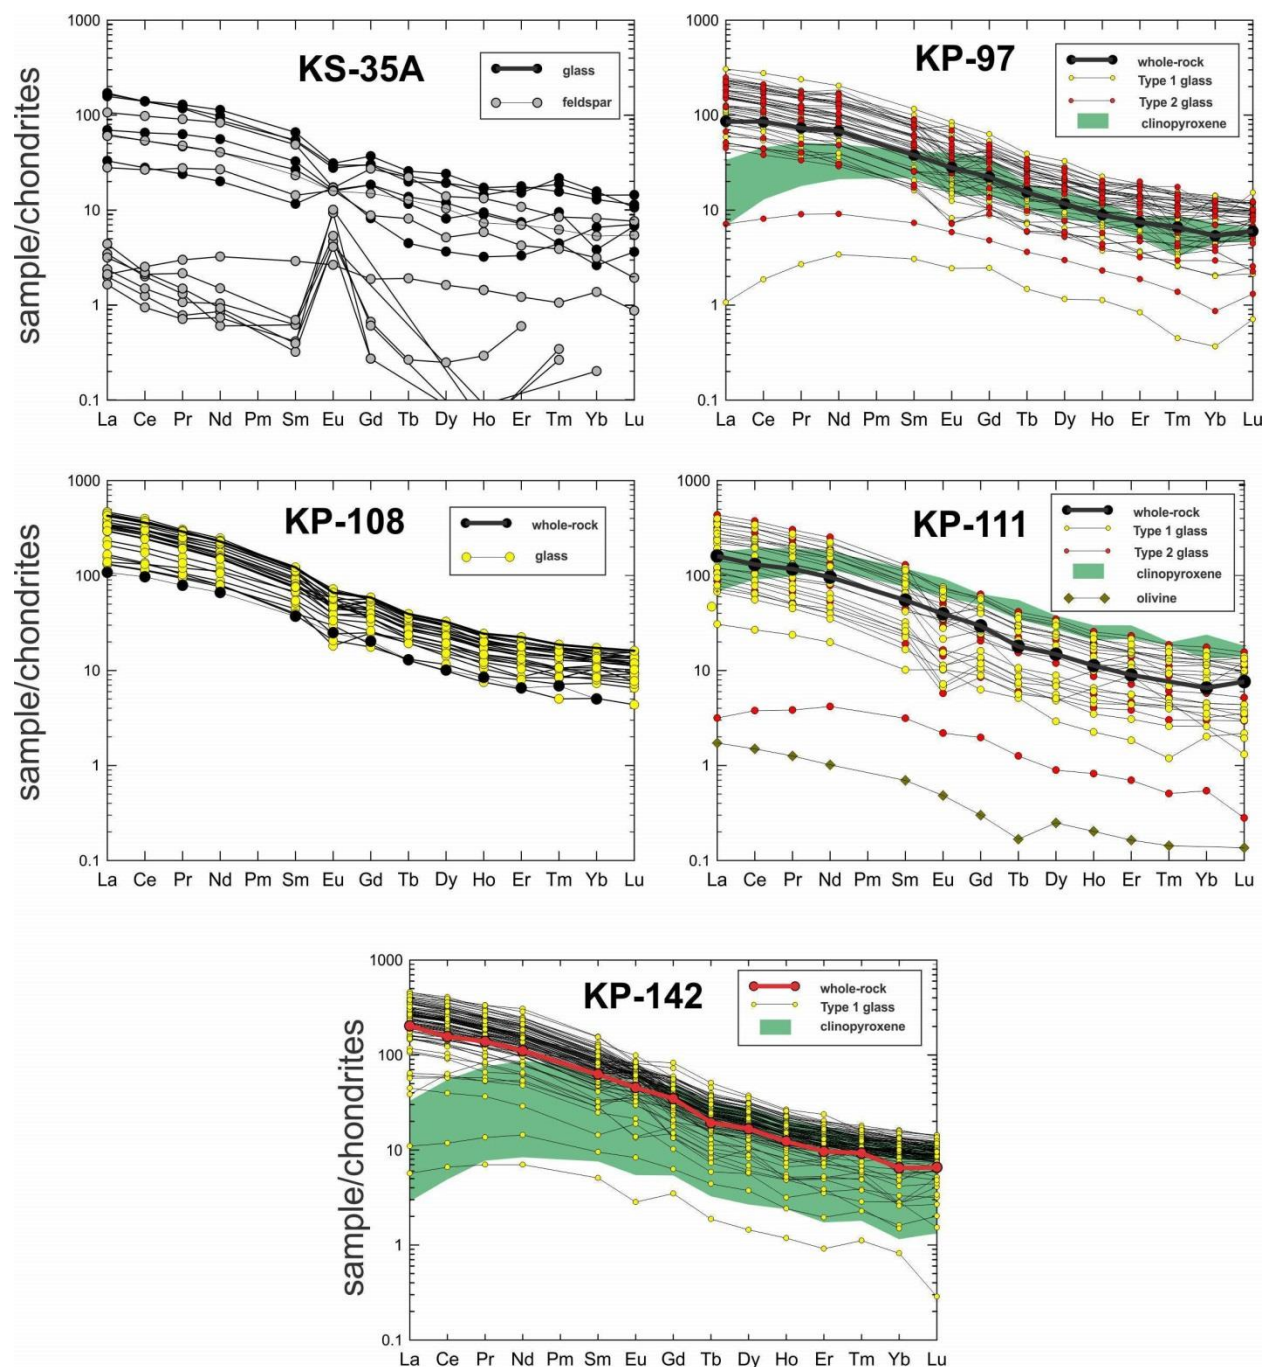 KS-35A
glass
feldspar
sample/chondrites
1000
100
10
1
0.1
La Ce Pr Nd Pm Sm Eu Gd Tb Dy Ho Er Tm Yb Lu
KP-97
whole-rock
Type 1 glass
Type 2 glass
clinopyroxene
1000
100
10
1
0.1
La Ce Pr Nd Pm Sm Eu Gd Tb Dy Ho Er Tm Yb Lu
KP-108
whole-rock
glass
sample/chondrites
1000
100
10
1
0.1
La Ce Pr Nd Pm Sm Eu Gd Tb Dy Ho Er Tm Yb Lu
KP-111
whole-rock
Type 1 glass
Type 2 glass
clinopyroxene
olivine
1000
100
10
1
0.1
La Ce Pr Nd Pm Sm Eu Gd Tb Dy Ho Er Tm Yb Lu
KP-142
whole-rock
Type 1 glass
clinopyroxene
sample/chondrites
1000
100
10
1
0.1
La Ce Pr Nd Pm Sm Eu Gd Tb Dy Ho Er Tm Yb Lu